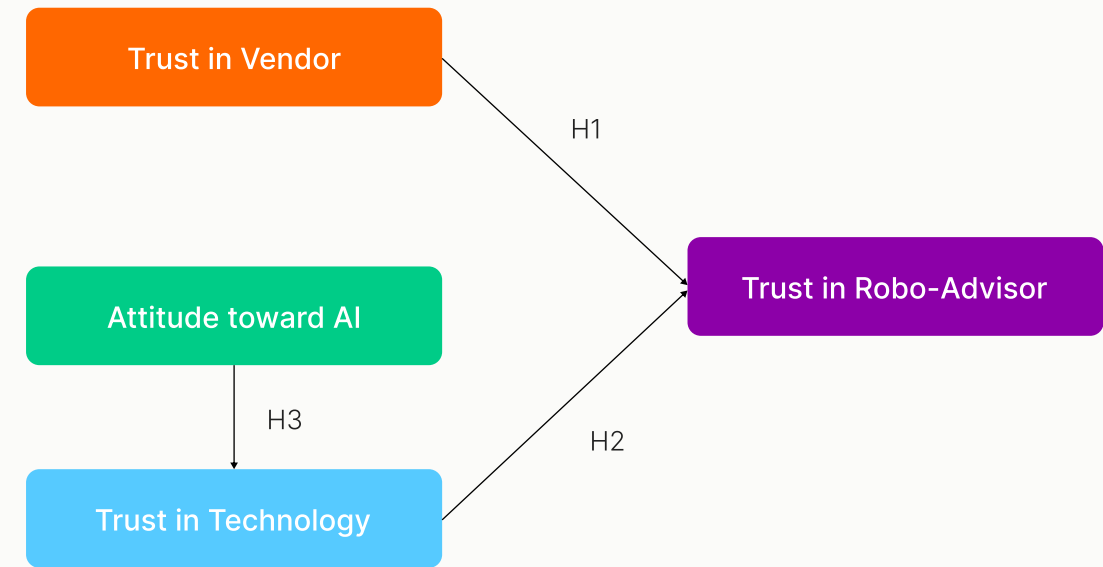 Trust in Vendor
H1
Trust in Robo-Advisor
Attitude toward AI
H3
H2
Trust in Technology